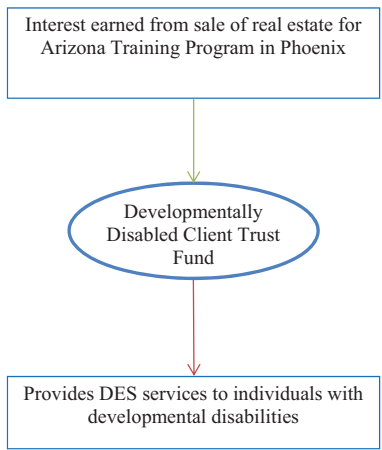 Interest earned from sale of real estate for
Arizona Training Program in Phoenix
Developmentally
Disabled Client Trust
Fund
Provides DES services to individuals with
developmental disabilities